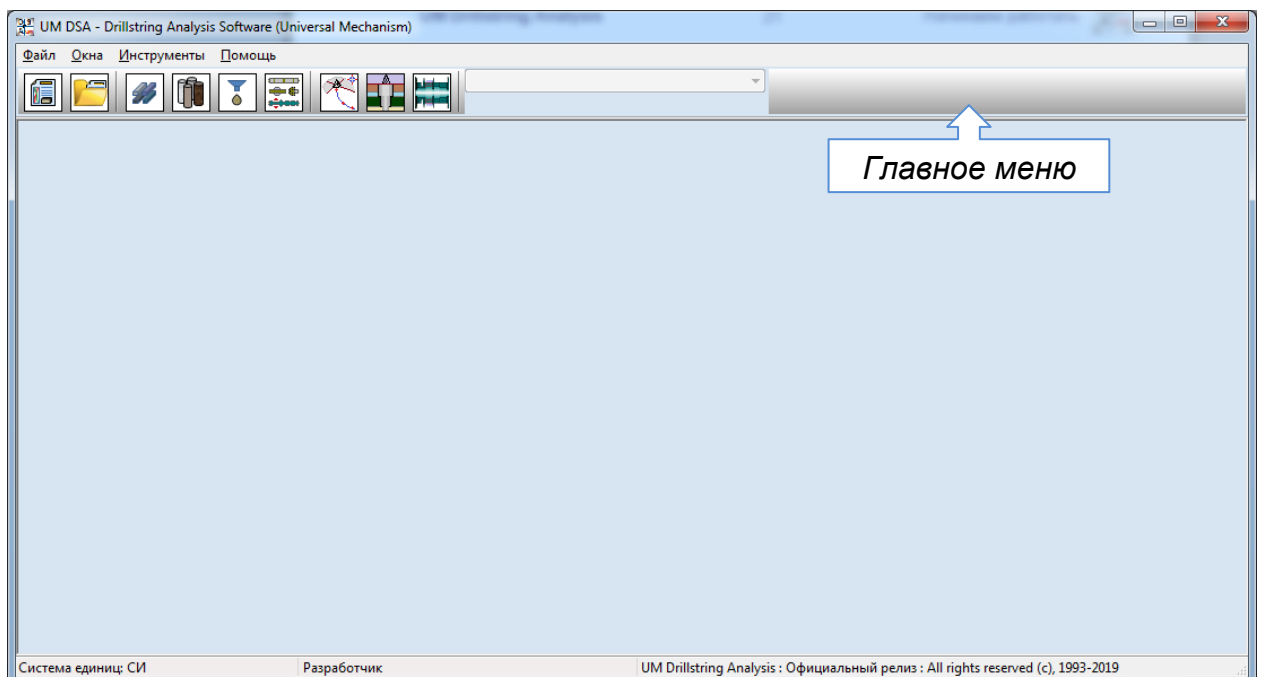 UM DSA - Drillstring Analysis Software (Universal Mechanism)
Файл Окна Инструменты Помощь
Главное меню
Система единиц: СИ Разработчик UM Drillstring Analysis : Официальный релиз : All rights reserved (c), 1993-2019